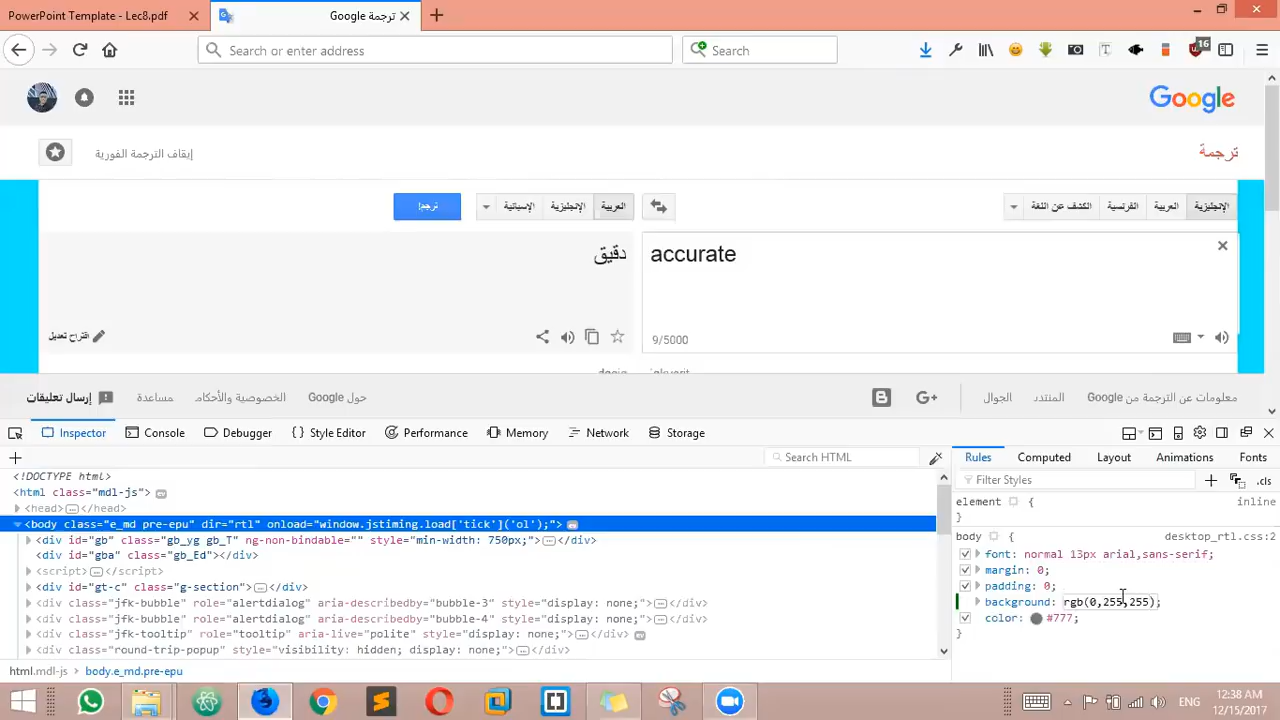 PowerPoint Template - Lec8.pdf
ترجمة Google
Search or enter address
Search
16
Google
إيقاف الترجمة الفورية
ترجمة
ترجم!
الإسبانية
الإنجليزية
العربية
الكشف عن اللغة
الفرنسية
العربية
الإنجليزية
دقيق
accurate
اقتراح تعديل
9/5000
إرسال تعليقات
مساعدة
الخصوصية والأحكام
حول Google
G+
الجوال
المنتدى
معلومات عن الترجمة من Google
Inspector
Console
Debugger
{ } Style Editor
Performance
Memory
Network
Storage
+
Search HTML
Rules
Computed
Layout
Animations
Fonts
Filter Styles
+
.cls
<!DOCTYPE html>
<html class="mdl-js"> ev
<head>…</head>
<body class="e_md pre-epu" dir="rtl" onload="window.jstiming.load['tick']('ol');"> ev
<div id="gb" class="gb_yg gb_T" ng-non-bindable="" style="min-width: 750px;">…</div>
<div id="gba" class="gb_Ed"></div>
<script>…</script>
<div id="gt-c" class="g-section">…</div>
<div class="jfk-bubble" role="alertdialog" aria-describedby="bubble-3" style="display: none;">…</div>
<div class="jfk-bubble" role="alertdialog" aria-describedby="bubble-4" style="display: none;">…</div>
<div class="jfk-tooltip" role="tooltip" aria-live="polite" style="display: none;">…</div> ev
<div class="round-trip-popup" style="visibility: hidden; display: none;">…</div>
html.mdl-js
body.e_md.pre-epu
element {
inline
}
body {
desktop_rtl.css:2
font: normal 13px arial,sans-serif;
margin: 0;
padding: 0;
background: rgb(0,255,255);
color: #777;
}
ENG
12:38 AM
12/15/2017